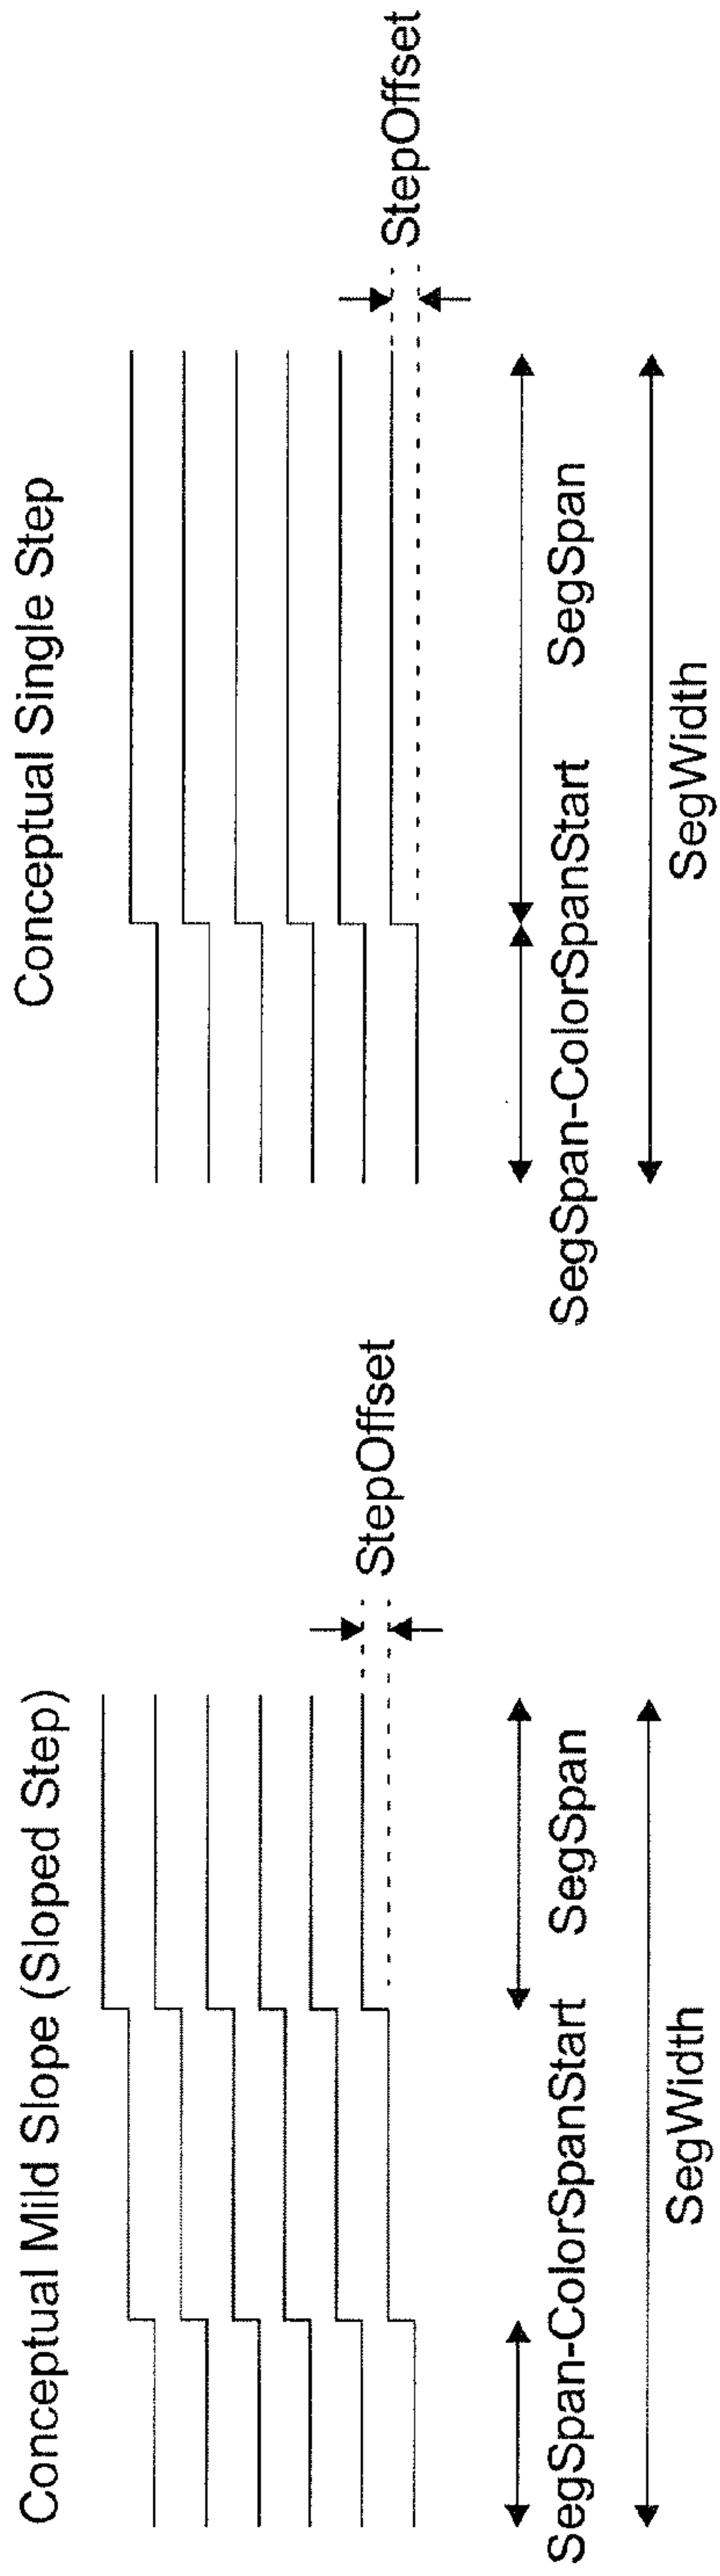 Conceptual Mild Slope (Sloped Step)
StepOffset
SegSpan-ColorSpanStart
SegSpan
SegWidth
Conceptual Single Step
StepOffset
SegSpan-ColorSpanStart
SegSpan
SegWidth